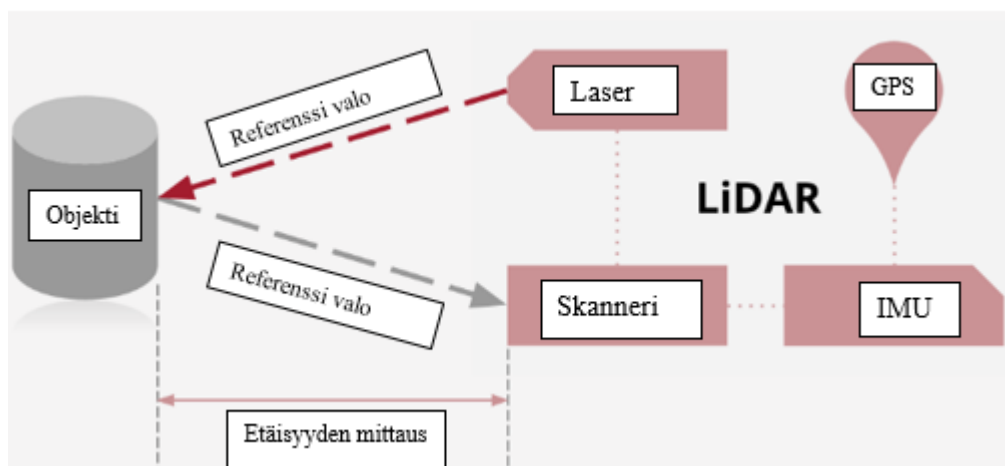 Referenssi valo
Laser
GPS
Objekti
LiDAR
Referenssi valo
Skanneri
IMU
Etäisyyden mittaus